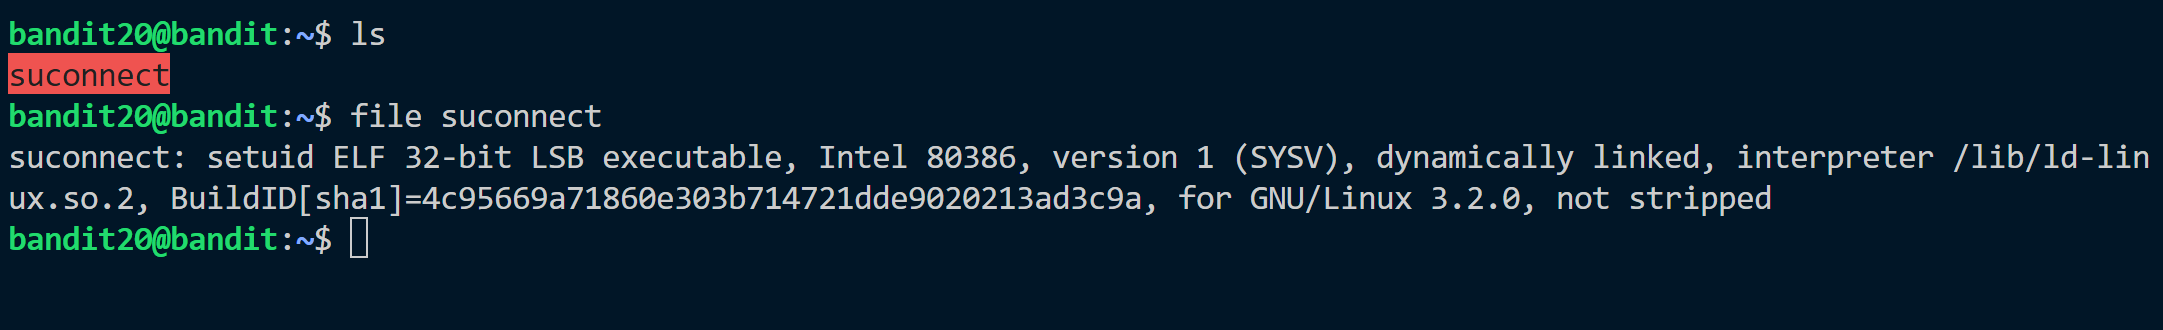 bandit20@bandit:~$ ls
suconnect
bandit20@bandit:~$ file suconnect
suconnect: setuid ELF 32-bit LSB executable, Intel 80386, version 1 (SYSV), dynamically linked, interpreter /lib/ld-lin
ux.so.2, BuildID[sha1]=4c95669a71860e303b714721dde9020213ad3c9a, for GNU/Linux 3.2.0, not stripped
bandit20@bandit:~$